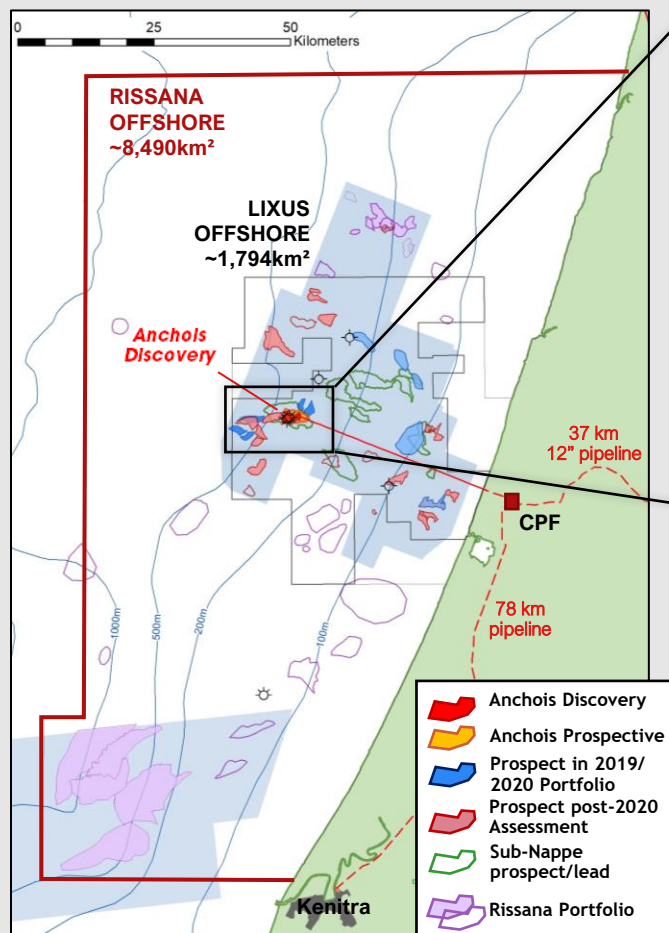 0 25 50
Kilometers
RISSANA
OFFSHORE
~8,490km²
LIXUS
OFFSHORE
~1,794km²
Anchois
Discovery
37 km
12" pipeline
CPF
78 km
pipeline
1000m
500m
200m
100m
Kenitra
Anchois Discovery
Anchois Prospective
Prospect in 2019/
2020 Portfolio
Prospect post-2020
Assessment
Sub-Nappe
prospect/lead
Rissana Portfolio